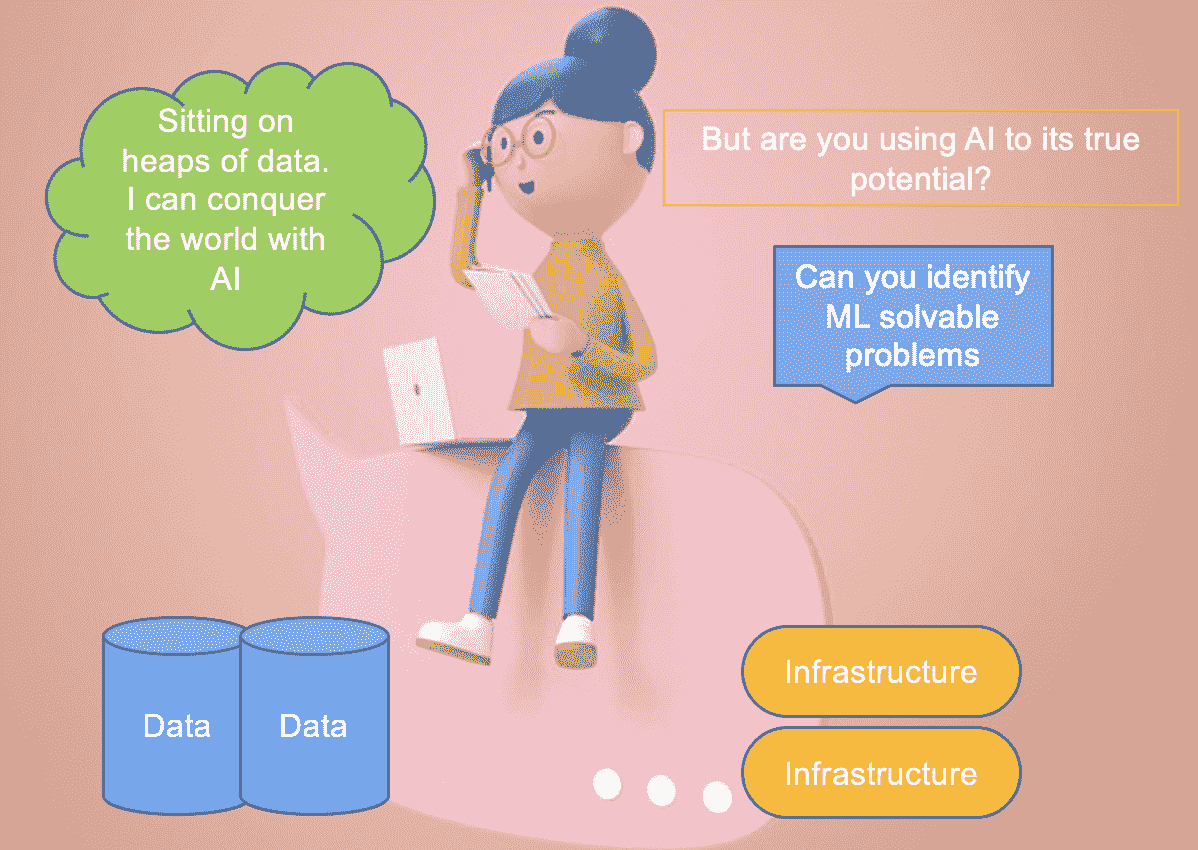 Sitting on
heaps of data.
I can conquer
the world with
AI
But are you using AI to its true
potential?
Can you identify
ML solvable
problems
Data
Data
Infrastructure
Infrastructure